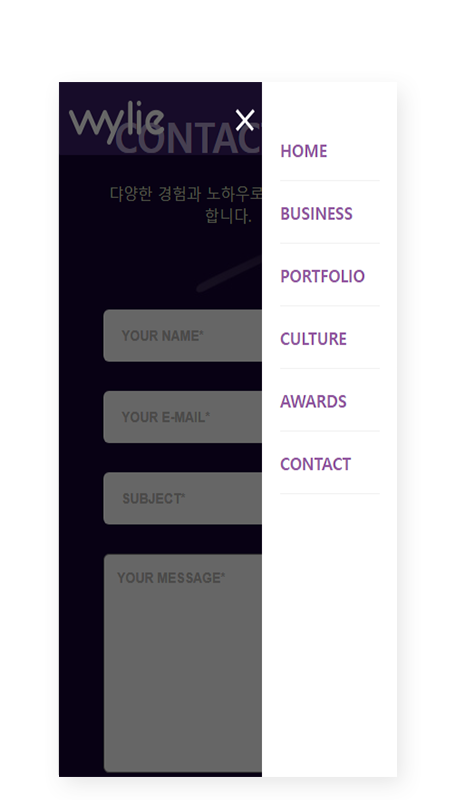 wylie
CONTAC
다양한 경험과 노하우로
합니다.
YOUR NAME*
YOUR E-MAIL*
SUBJECT*
YOUR MESSAGE*
HOME
BUSINESS
PORTFOLIO
CULTURE
AWARDS
CONTACT